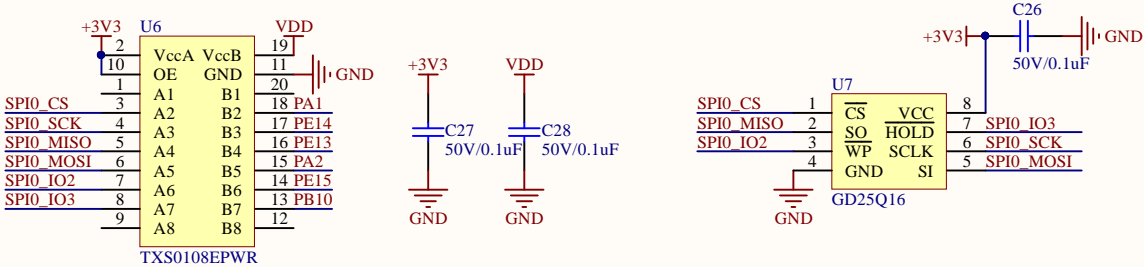 U6
+3V3
VDD
2 VccA VccB 19
10 OE GND 11 GND
1 A1 B1 20
SPI0_CS 3 A2 B2 18 PA1
SPI0_SCK 4 A3 B3 17 PE14
SPI0_MISO 5 A4 B4 16 PE13
SPI0_MOSI 6 A5 B5 15 PA2
SPI0_IO2 7 A6 B6 14 PE15
SPI0_IO3 8 A7 B7 13 PB10
9 A8 B8 12
TXS0108EPWR
+3V3
C27
50V/0.1uF
GND
VDD
C28
50V/0.1uF
GND
C26
+3V3
GND
50V/0.1uF
U7
SPI0_CS 1 CS VCC 8
SPI0_MISO 2 SO HOLD 7 SPI0_IO3
SPI0_IO2 3 WP SCLK 6 SPI0_SCK
4 GND SI 5 SPI0_MOSI
GND
GD25Q16